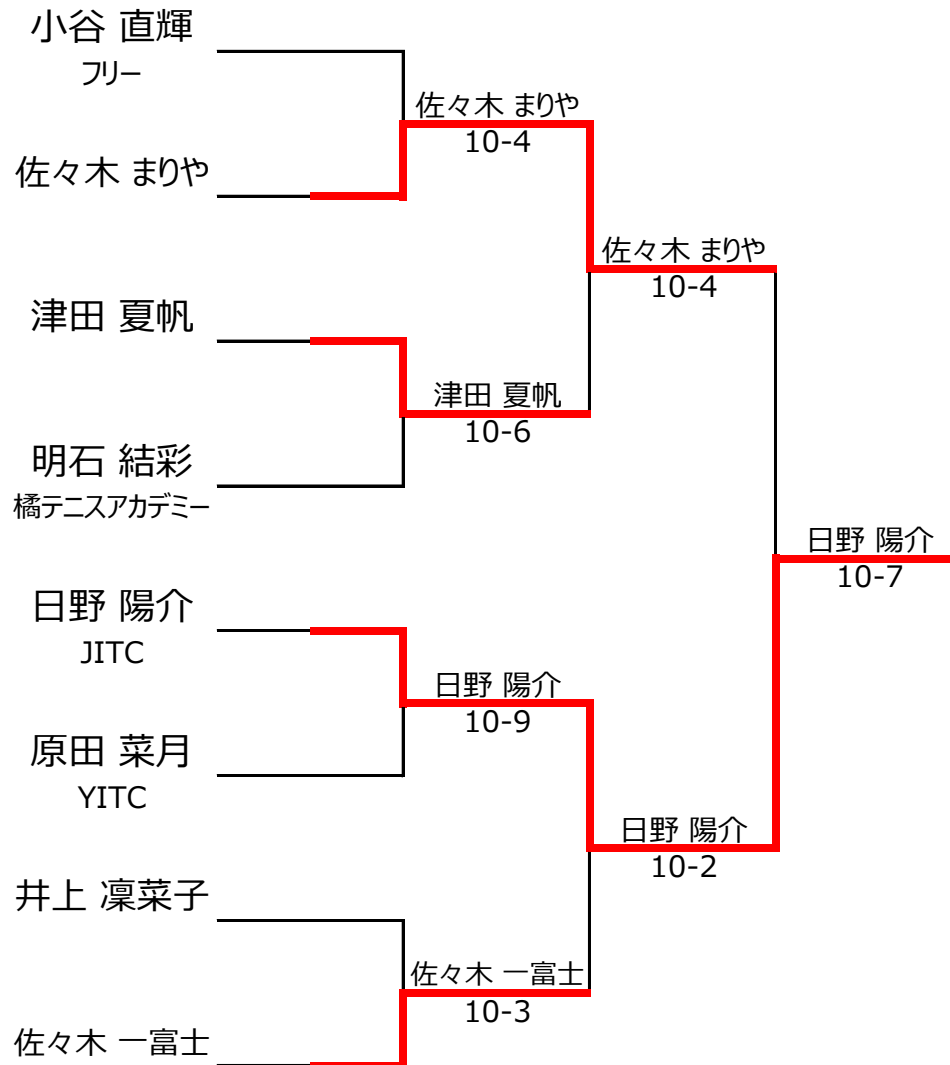 小谷 直輝
フリー
佐々木 まりや
10-4
佐々木 まりや
佐々木 まりや
10-4
津田 夏帆
津田 夏帆
10-6
明石 結彩
橘テニスアカデミー
日野 陽介
10-7
日野 陽介
JITC
日野 陽介
10-9
原田 菜月
YITC
日野 陽介
10-2
井上 凜菜子
佐々木 一富士
10-3
佐々木 一富士